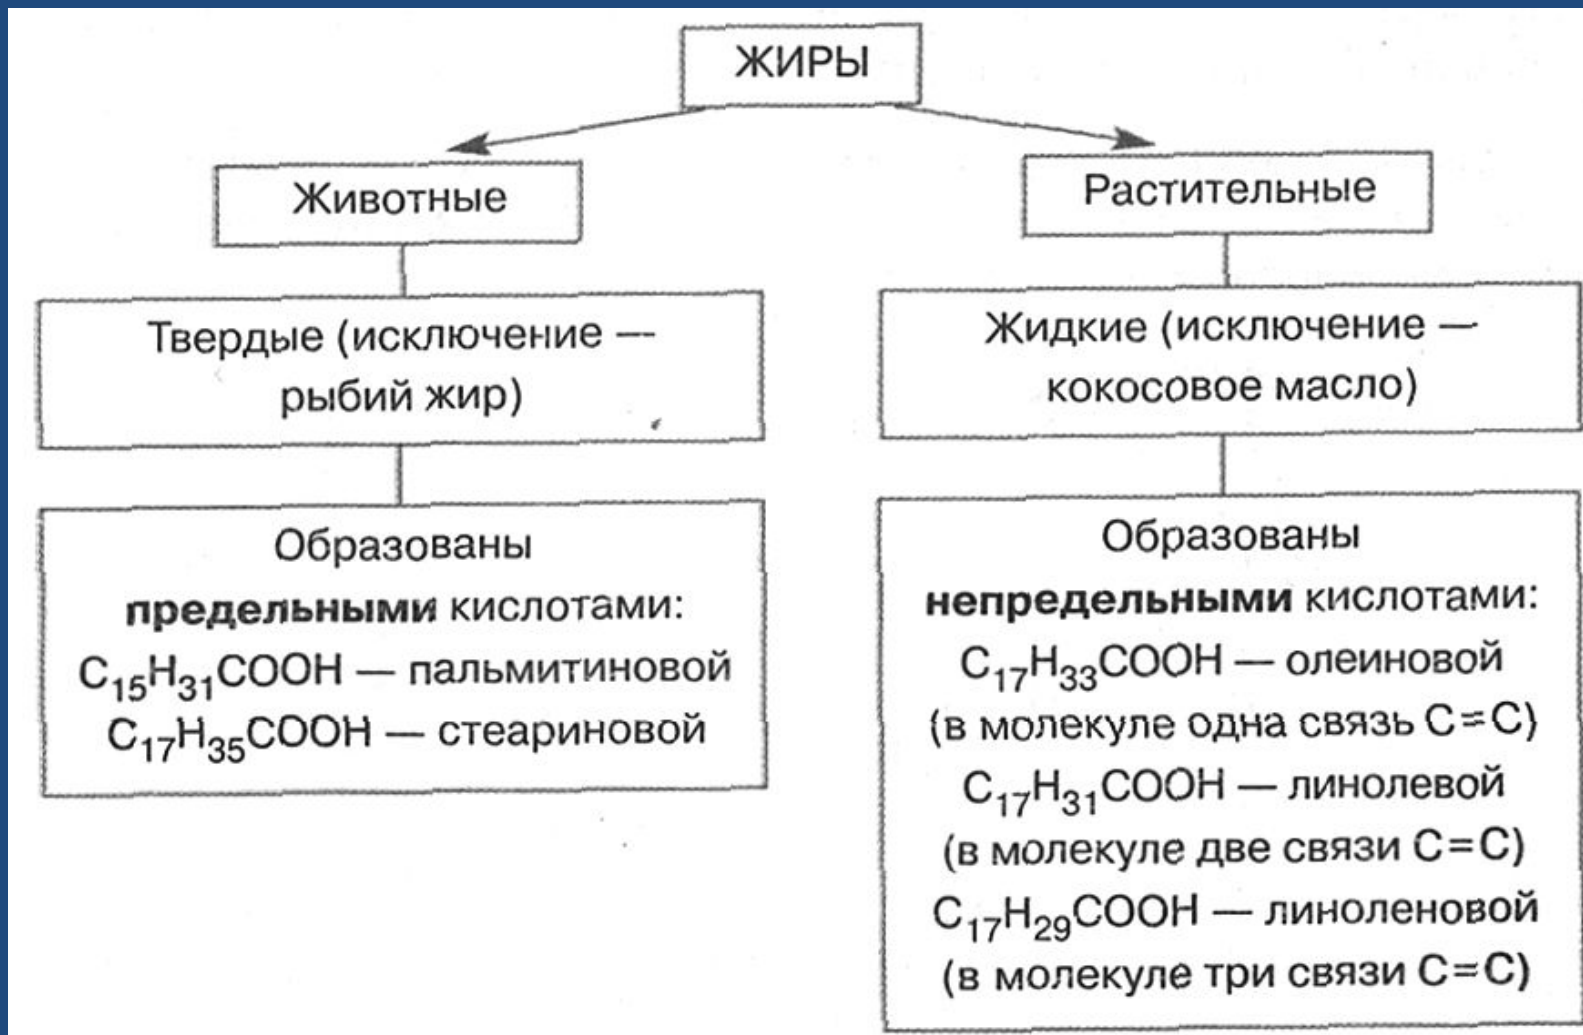 ЖИРЫ
Животные
Твердые (исключение —
рыбий жир)
Образованы
предельными кислотами:
C₁₅H₃₁COOH — пальмитиновой
C₁₇H₃₅COOH — стеариновой
Растительные
Жидкие (исключение —
кокосовое масло)
Образованы
непредельными кислотами:
C₁₇H₃₃COOH — олеиновой
(в молекуле одна связь C=C)
C₁₇H₃₁COOH — линолевой
(в молекуле две связи C=C)
C₁₇H₂₉COOH — линоленовой
(в молекуле три связи C=C)